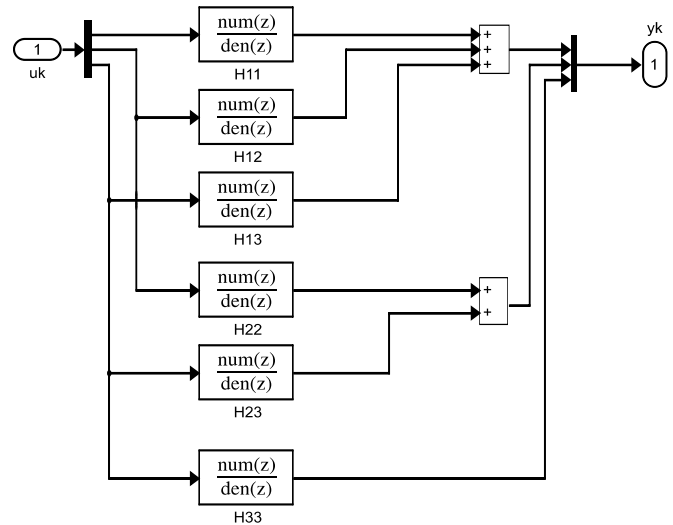 num(z)
den(z)
H11
+
+
+
yk
1
uk
1
num(z)
den(z)
H12
num(z)
den(z)
H13
num(z)
den(z)
H22
+
+
num(z)
den(z)
H23
num(z)
den(z)
H33